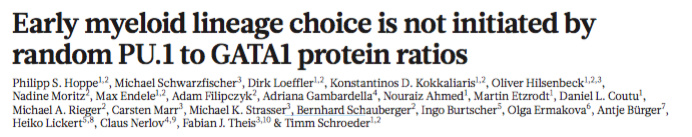 Early myeloid lineage choice is not initiated by
random PU.1 to GATA1 protein ratios
Philipp S. Hoppe1,2, Michael Schwarzfischer3, Dirk Loeffler1,2, Konstantinos D. Kokkaliaris1,2, Oliver Hilsenbeck1,2,3,
Nadine Moritz2, Max Endele1,2, Adam Filipczyk2, Adriana Gambardella4, Nouraiz Ahmed1, Martin Etzrodt1, Daniel L. Coutu1,
Michael A. Rieger2, Carsten Marr3, Michael K. Strasser3, Bernhard Schauberger2, Ingo Burtscher5, Olga Ermakova6, Antje Bürger7,
Heiko Lickert5,8, Claus Nerlov4,9, Fabian J. Theis3,10 & Timm Schroeder1,2